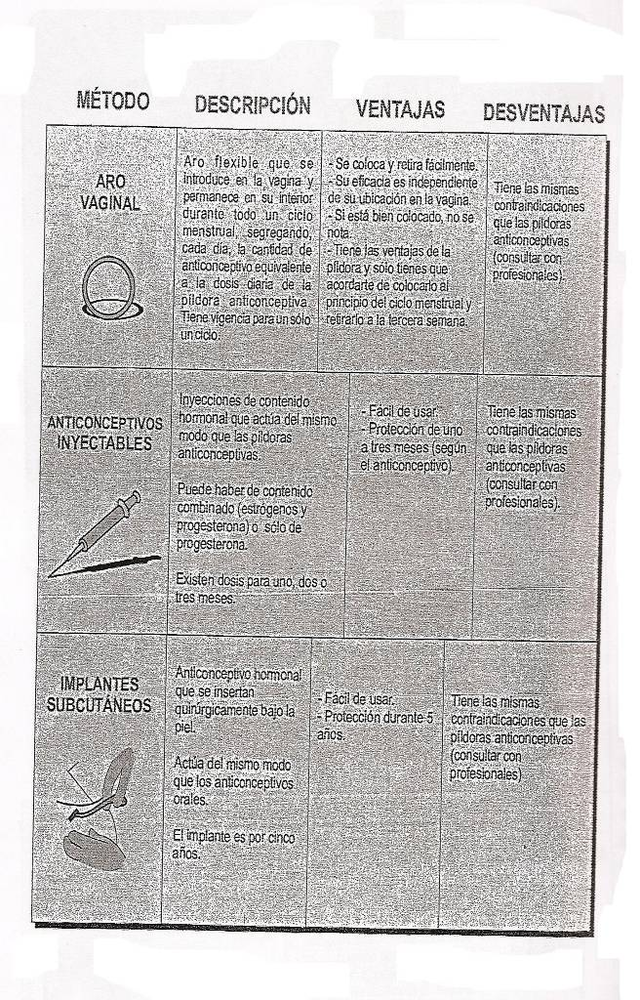 MÉTODO
DESCRIPCIÓN
VENTAJAS
DESVENTAJAS
ARO
VAGINAL
Aro flexible que se
introduce en la vagina y
permanece en su interior
durante todo un ciclo
menstrual, segregando,
cada dia, la cantidad de
anticonceptivo equivalente
a la dosis diaria de la
píldora anticonceptiva.
Tiene vigencia para un sólo
un ciclo.
- Se coloca y retira fácilmente.
- Su eficacia es independiente
de su ubicación en la vagina.
- Si está bien colocado, no se
nota.
- Tiene las ventajas de la
píldora y sólo tienes que
acordarte de colocarlo al
principio del ciclo menstrual y
retirarlo a la tercera semana.
Tiene las mismas
contraindicaciones
que las píldoras
anticonceptivas
(consultar con
profesionales).
ANTICONCEPTIVOS
INYECTABLES
Inyecciones de contenido
hormonal que actúa del mismo
modo que las píldoras
anticonceptivas.
Puede haber de contenido
combinado (estrógenos y
progesterona) o sólo de
progesterona.
Existen dosis para uno, dos o
tres meses.
- Fácil de usar.
- Protección de uno
a tres meses (según
el anticonceptivo).
Tiene las mismas
contraindicaciones
que las píldoras
anticonceptivas
(consultar con
profesionales).
IMPLANTES
SUBCUTÁNEOS
Anticonceptivo hormonal
que se insertan
quirúrgicamente bajo la
piel.
Actúa del mismo modo
que los anticonceptivos
orales.
El implante es por cinco
años.
- Fácil de usar.
- Protección durante 5
años.
Tiene las mismas
contraindicaciones que las
píldoras anticonceptivas
(consultar con
profesionales)